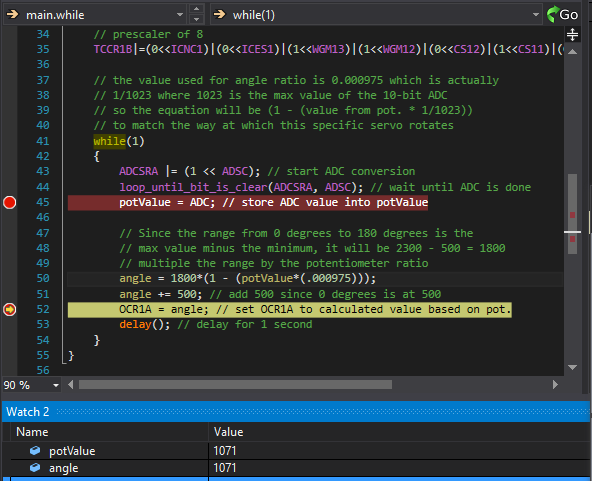 main.while while(1) Go
34 // prescaler of 8
35 TCCR1B|=(0<<ICNC1)|(0<<ICES1)|(1<<WGM13)|(1<<WGM12)|(0<<CS12)|(1<<CS11)|(
36
37 // the value used for angle ratio is 0.000975 which is actually
38 // 1/1023 where 1023 is the max value of the 10-bit ADC
39 // so the equation will be (1 - (value from pot. * 1/1023))
40 // to match the way at which this specific servo rotates
41 while(1)
42 {
43 ADCSRA |= (1 << ADSC); // start ADC conversion
44 loop_until_bit_is_clear(ADCSRA, ADSC); // wait until ADC is done
45 potValue = ADC; // store ADC value into potValue
46
47 // Since the range from 0 degrees to 180 degrees is the
48 // max value minus the minimum, it will be 2300 - 500 = 1800
49 // multiple the range by the potentiometer ratio
50 angle = 1800*(1 - (potValue*(.000975)));
51 angle += 500; // add 500 since 0 degrees is at 500
52 OCR1A = angle; // set OCR1A to calculated value based on pot.
53 delay(); // delay for 1 second
54 }
55 }
56
90 %
Watch 2
Name Value
potValue 1071
angle 1071